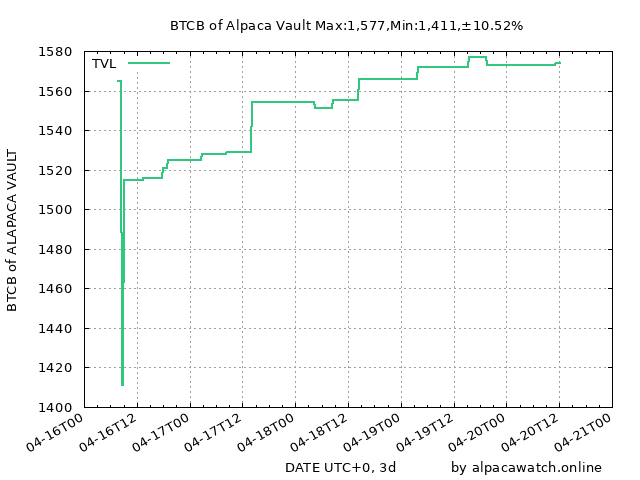 BTCB of Alpaca Vault Max:1,577,Min:1,411,±10.52%
TVL
BTCB of ALAPACA VAULT
1580
1560
1540
1520
1500
1480
1460
1440
1420
1400
04-16T00
04-16T12
04-17T00
04-17T12
04-18T00
04-18T12
04-19T00
04-19T12
04-20T00
04-20T12
04-21T00
DATE UTC+0, 3d
by alpacawatch.online